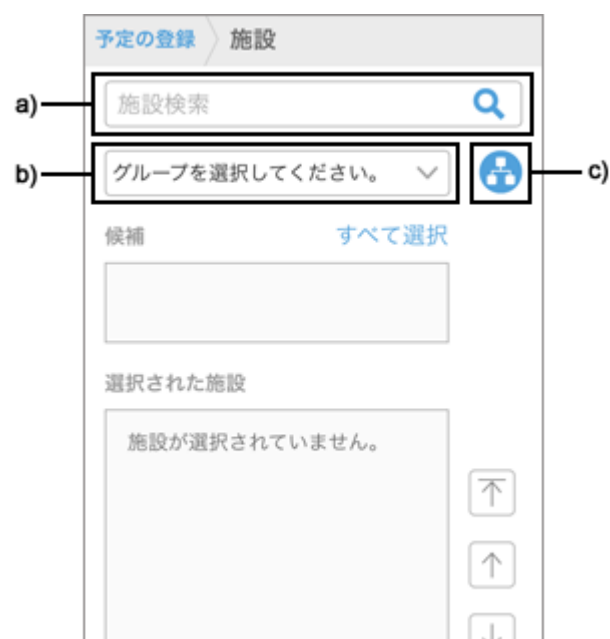 予定の登録 施設
a) 施設検索
b) グループを選択してください。 c)
候補 すべて選択
選択された施設
施設が選択されていません。